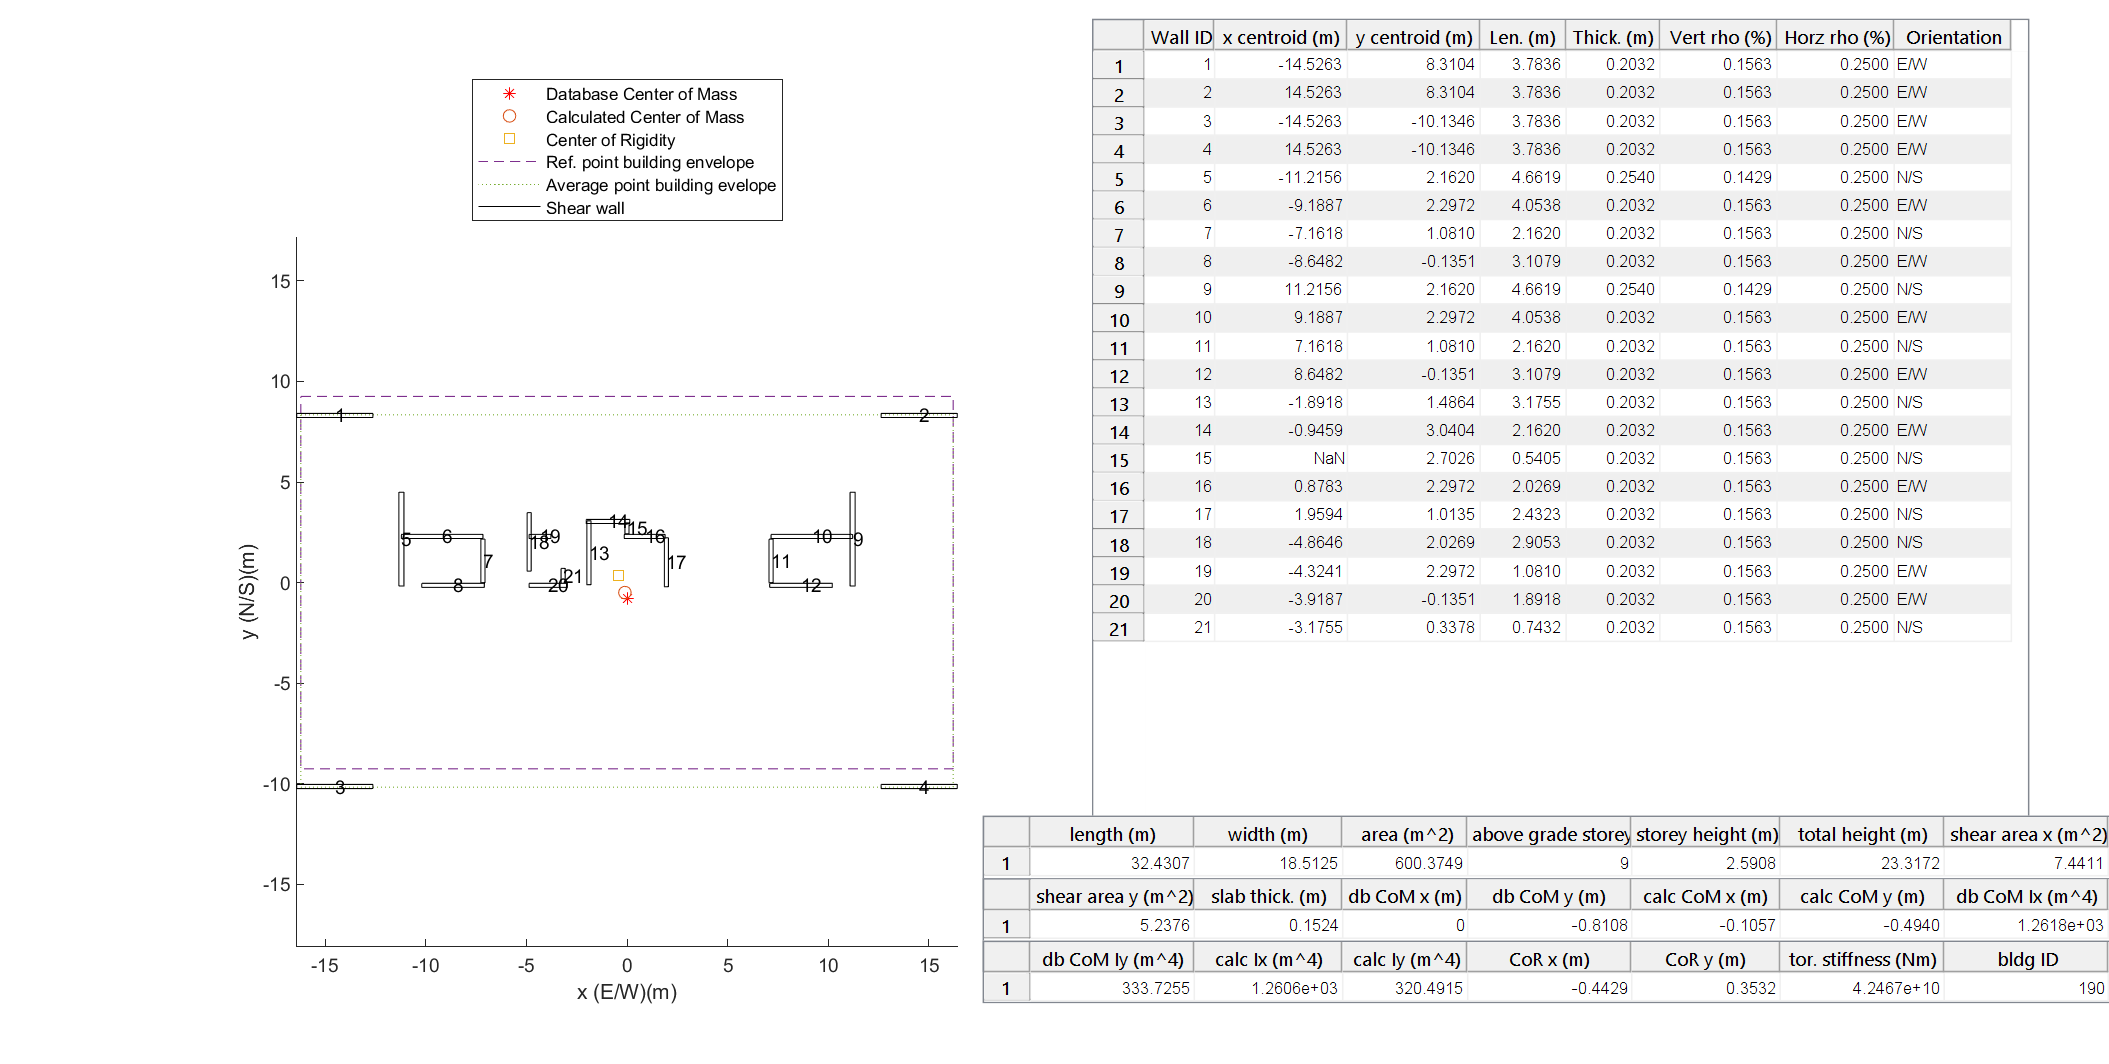 Database Center of Mass
Calculated Center of Mass
Center of Rigidity
Ref. point building envelope
Average point building evelope
Shear wall
15
10
5
0
-5
-10
-15
y (N/S)(m)
-15 -10 -5 0 5 10 15
x (E/W)(m)
1 2
14 15
5 6 19 18 16 10 9
13
7 21 17 11
8 20 12
3 4
Wall ID x centroid (m) y centroid (m) Len. (m) Thick. (m) Vert rho (%) Horz rho (%) Orientation
1 1 -14.5263 8.3104 3.7836 0.2032 0.1563 0.2500 E/W
2 2 14.5263 8.3104 3.7836 0.2032 0.1563 0.2500 E/W
3 3 -14.5263 -10.1346 3.7836 0.2032 0.1563 0.2500 E/W
4 4 14.5263 -10.1346 3.7836 0.2032 0.1563 0.2500 E/W
5 5 -11.2156 2.1620 4.6619 0.2540 0.1429 0.2500 N/S
6 6 -9.1887 2.2972 4.0538 0.2032 0.1563 0.2500 E/W
7 7 -7.1618 1.0810 2.1620 0.2032 0.1563 0.2500 N/S
8 8 -8.6482 -0.1351 3.1079 0.2032 0.1563 0.2500 E/W
9 9 11.2156 2.1620 4.6619 0.2540 0.1429 0.2500 N/S
10 10 9.1887 2.2972 4.0538 0.2032 0.1563 0.2500 E/W
11 11 7.1618 1.0810 2.1620 0.2032 0.1563 0.2500 N/S
12 12 8.6482 -0.1351 3.1079 0.2032 0.1563 0.2500 E/W
13 13 -1.8918 1.4864 3.1755 0.2032 0.1563 0.2500 N/S
14 14 -0.9459 3.0404 2.1620 0.2032 0.1563 0.2500 E/W
15 15 NaN 2.7026 0.5405 0.2032 0.1563 0.2500 N/S
16 16 0.8783 2.2972 2.0269 0.2032 0.1563 0.2500 E/W
17 17 1.9594 1.0135 2.4323 0.2032 0.1563 0.2500 N/S
18 18 -4.8646 2.0269 2.9053 0.2032 0.1563 0.2500 N/S
19 19 -4.3241 2.2972 1.0810 0.2032 0.1563 0.2500 E/W
20 20 -3.9187 -0.1351 1.8918 0.2032 0.1563 0.2500 E/W
21 21 -3.1755 0.3378 0.7432 0.2032 0.1563 0.2500 N/S
length (m) width (m) area (m^2) above grade storey storey height (m) total height (m) shear area x (m^2)
1 32.4307 18.5125 600.3749 9 2.5908 23.3172 7.4411
shear area y (m^2) slab thick. (m) db CoM x (m) db CoM y (m) calc CoM x (m) calc CoM y (m) db CoM Ix (m^4)
1 5.2376 0.1524 0 -0.8108 -0.1057 -0.4940 1.2618e+03
db CoM Iy (m^4) calc Ix (m^4) calc Iy (m^4) CoR x (m) CoR y (m) tor. stiffness (Nm) bldg ID
1 333.7255 1.2606e+03 320.4915 -0.4429 0.3532 4.2467e+10 190